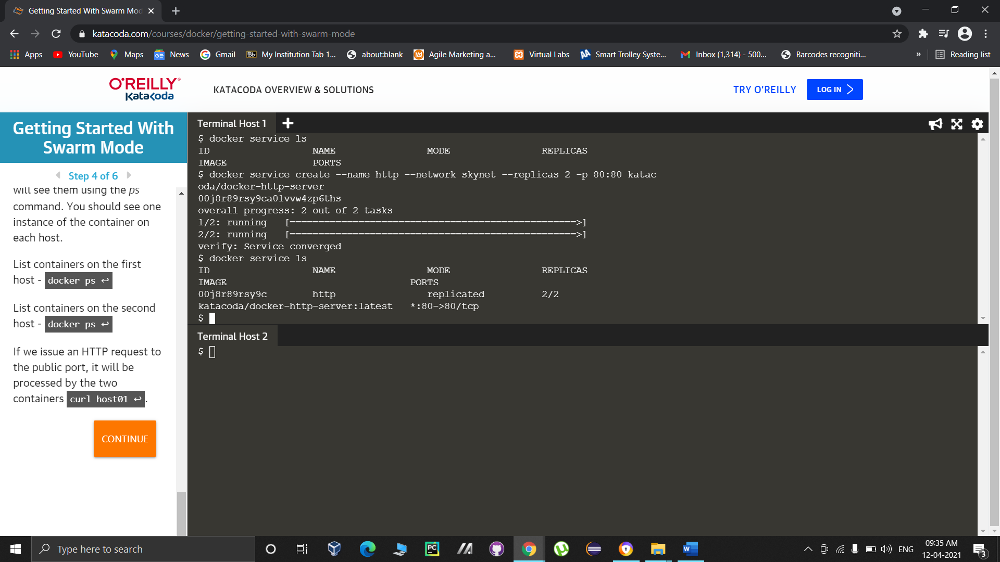 Getting Started With Swarm Mod
katacoda.com/courses/docker/getting-started-with-swarm-mode
Apps YouTube Maps News Gmail Bb My Institution Tab 1... about:blank Agile Marketing a... Virtual Labs Smart Trolley Syste... Inbox (1,314) - 500... Barcodes recogniti... » Reading list
O'REILLY
Katacoda
KATACODA OVERVIEW & SOLUTIONS
TRY O'REILLY
LOG IN
Getting Started With
Swarm Mode
Step 4 of 6
will see them using the ps
command. You should see one
instance of the container on
each host.
List containers on the first
host - docker ps ↩
List containers on the second
host - docker ps ↩
If we issue an HTTP request to
the public port, it will be
processed by the two
containers curl host01 ↩.
CONTINUE
Terminal Host 1
$ docker service ls
ID NAME MODE REPLICAS
IMAGE PORTS
$ docker service create --name http --network skynet --replicas 2 -p 80:80 katac
oda/docker-http-server
00j8r89rsy9ca01vvw4zp6ths
overall progress: 2 out of 2 tasks
1/2: running [==================================================>]
2/2: running [==================================================>]
verify: Service converged
$ docker service ls
ID NAME MODE REPLICAS
IMAGE PORTS
00j8r89rsy9c http replicated 2/2
katacoda/docker-http-server:latest *:80->80/tcp
$
Terminal Host 2
$
Type here to search
PC
W
ENG
09:35 AM
12-04-2021
3